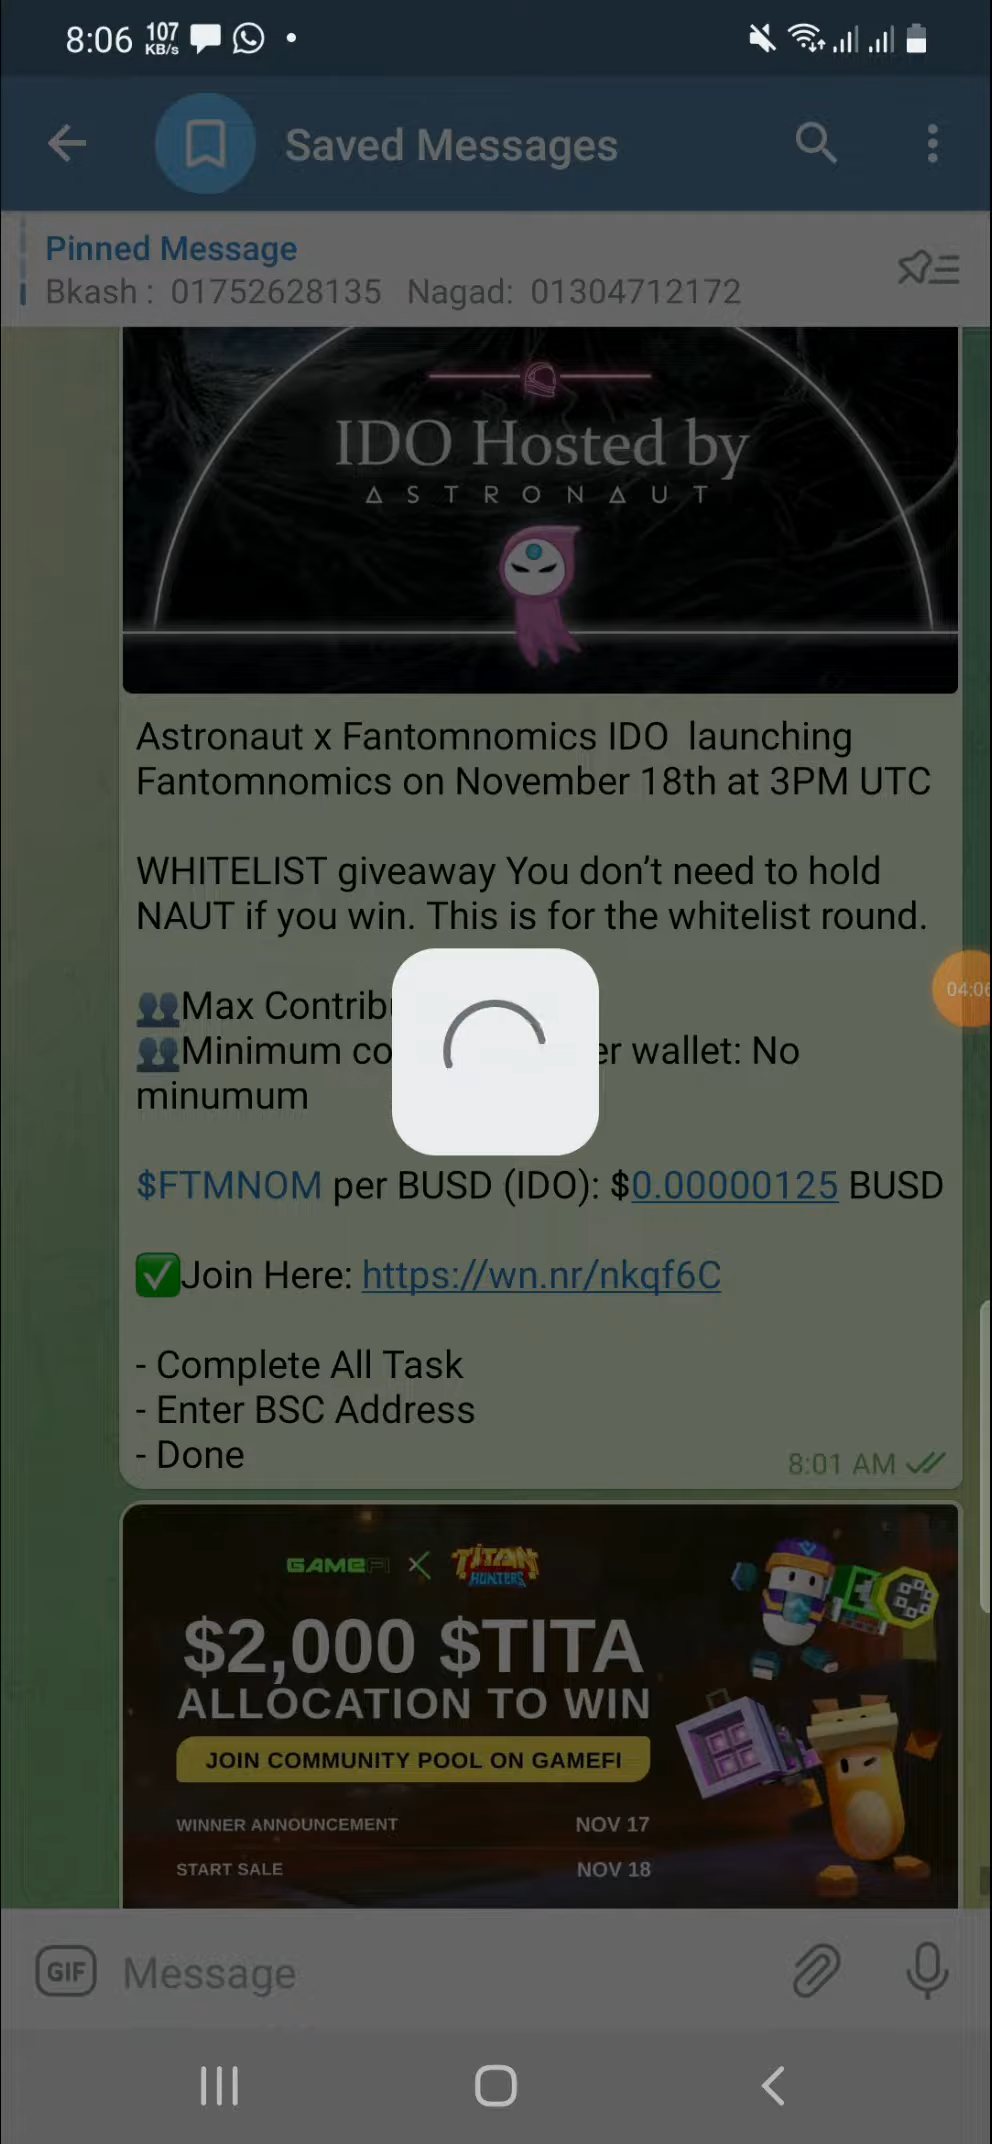 8:06 107 KB/s
Saved Messages
Pinned Message
Bkash : 01752628135 Nagad: 01304712172
IDO Hosted by
ASTRONAUT
Astronaut x Fantomnomics IDO launching
Fantomnomics on November 18th at 3PM UTC
WHITELIST giveaway You don’t need to hold
NAUT if you win. This is for the whitelist round.
👥Max Contrib
👥Minimum co er wallet: No
minumum
04:06
$FTMNOM per BUSD (IDO): $0.00000125 BUSD
✅Join Here: https://wn.nr/nkqf6C
- Complete All Task
- Enter BSC Address
- Done
8:01 AM
GAMEFI X TITAN HUNTERS
$2,000 $TITA
ALLOCATION TO WIN
JOIN COMMUNITY POOL ON GAMEFI
WINNER ANNOUNCEMENT NOV 17
START SALE NOV 18
GIF Message